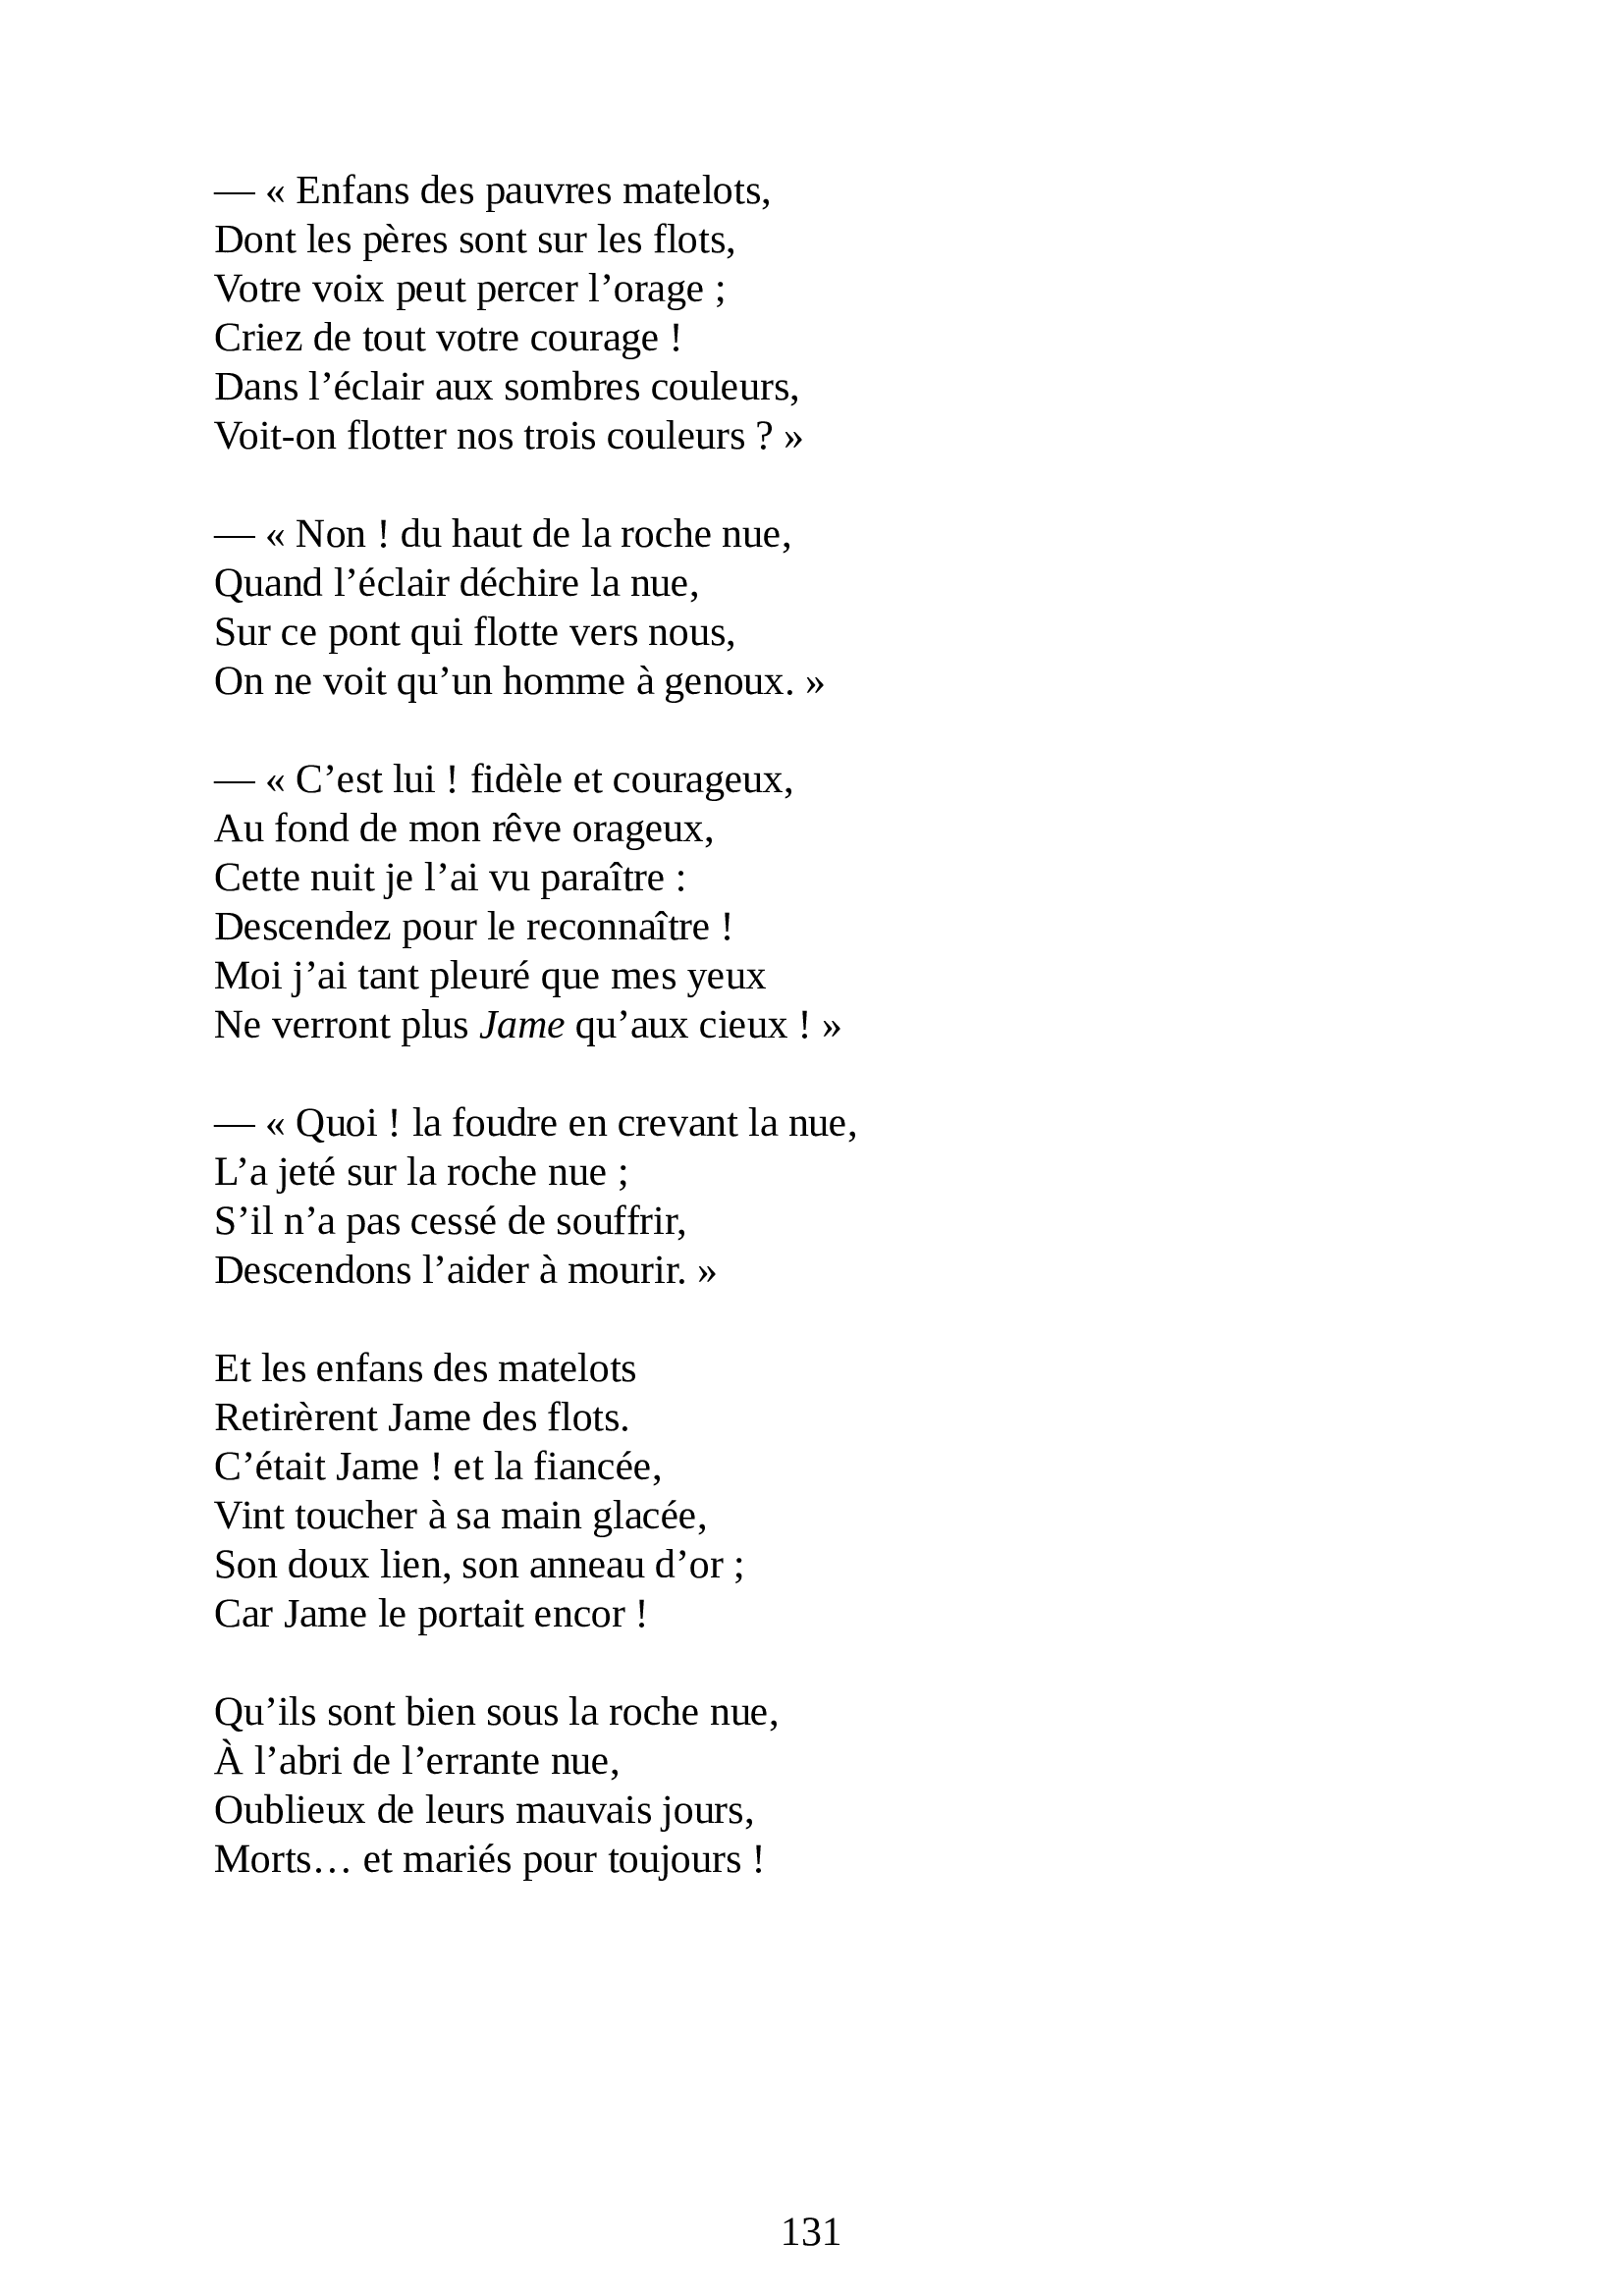 — « Enfans des pauvres matelots,
Dont les pères sont sur les flots,
Votre voix peut percer l’orage ;
Criez de tout votre courage !
Dans l’éclair aux sombres couleurs,
Voit-on flotter nos trois couleurs ? »

— « Non ! du haut de la roche nue,
Quand l’éclair déchire la nue,
Sur ce pont qui flotte vers nous,
On ne voit qu’un homme à genoux. »

— « C’est lui ! fidèle et courageux,
Au fond de mon rêve orageux,
Cette nuit je l’ai vu paraître :
Descendez pour le reconnaître !
Moi j’ai tant pleuré que mes yeux
Ne verront plus Jame qu’aux cieux ! »

— « Quoi ! la foudre en crevant la nue,
L’a jeté sur la roche nue ;
S’il n’a pas cessé de souffrir,
Descendons l’aider à mourir. »

Et les enfans des matelots
Retirèrent Jame des flots.
C’était Jame ! et la fiancée,
Vint toucher à sa main glacée,
Son doux lien, son anneau d’or ;
Car Jame le portait encor !

Qu’ils sont bien sous la roche nue,
À l’abri de l’errante nue,
Oublieux de leurs mauvais jours,
Morts… et mariés pour toujours !

131